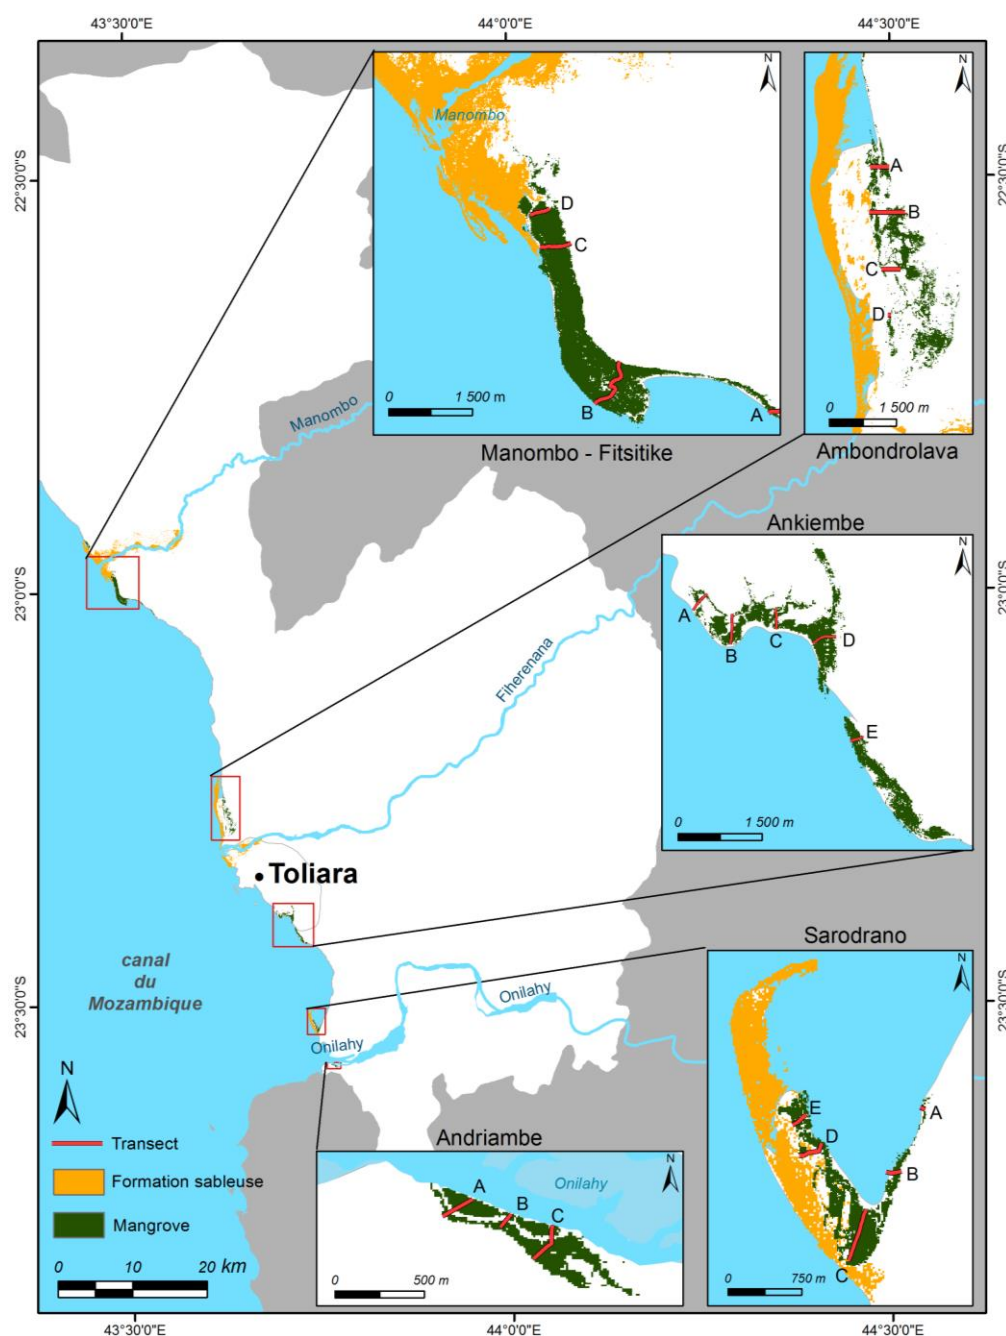 43°30'0"E
44°0'0"E
44°30'0"E
22°30'0"S
22°30'0"S
23°0'0"S
23°0'0"S
23°30'0"S
23°30'0"S
43°30'0"E
44°0'0"E
44°30'0"E
N
Manombo
D
C
B
A
0 1 500 m
Manombo - Fitsitike
N
A
B
C
D
0 1 500 m
Ambondrolava
Ankiembe
N
A
B
C
D
E
0 1 500 m
Manombo
Fiherenana
Toliara
canal
du
Mozambique
Onilahy
Onilahy
Sarodrano
N
E
D
A
B
C
0 750 m
Andriambe
N
Onilahy
A
B
C
0 500 m
N
Transect
Formation sableuse
Mangrove
0 10 20 km